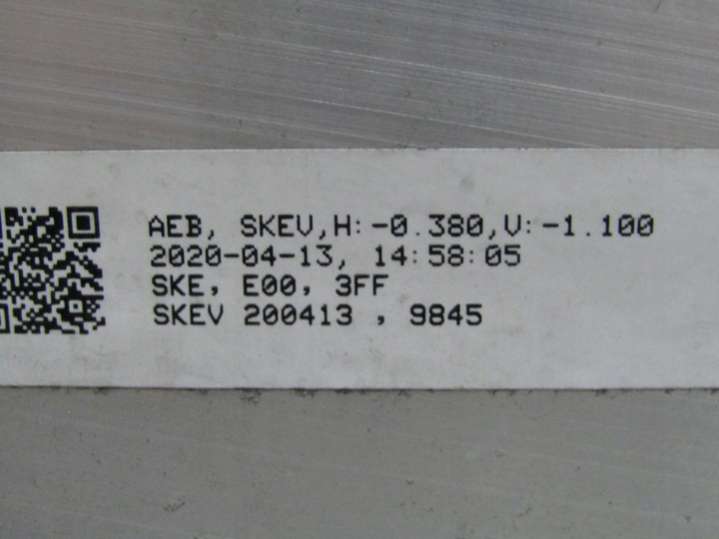 AEB, SKEV,H:-0.380,V:-1.100
2020-04-13, 14:58:05
SKE, E00, 3FF
SKEV 200413 , 9845